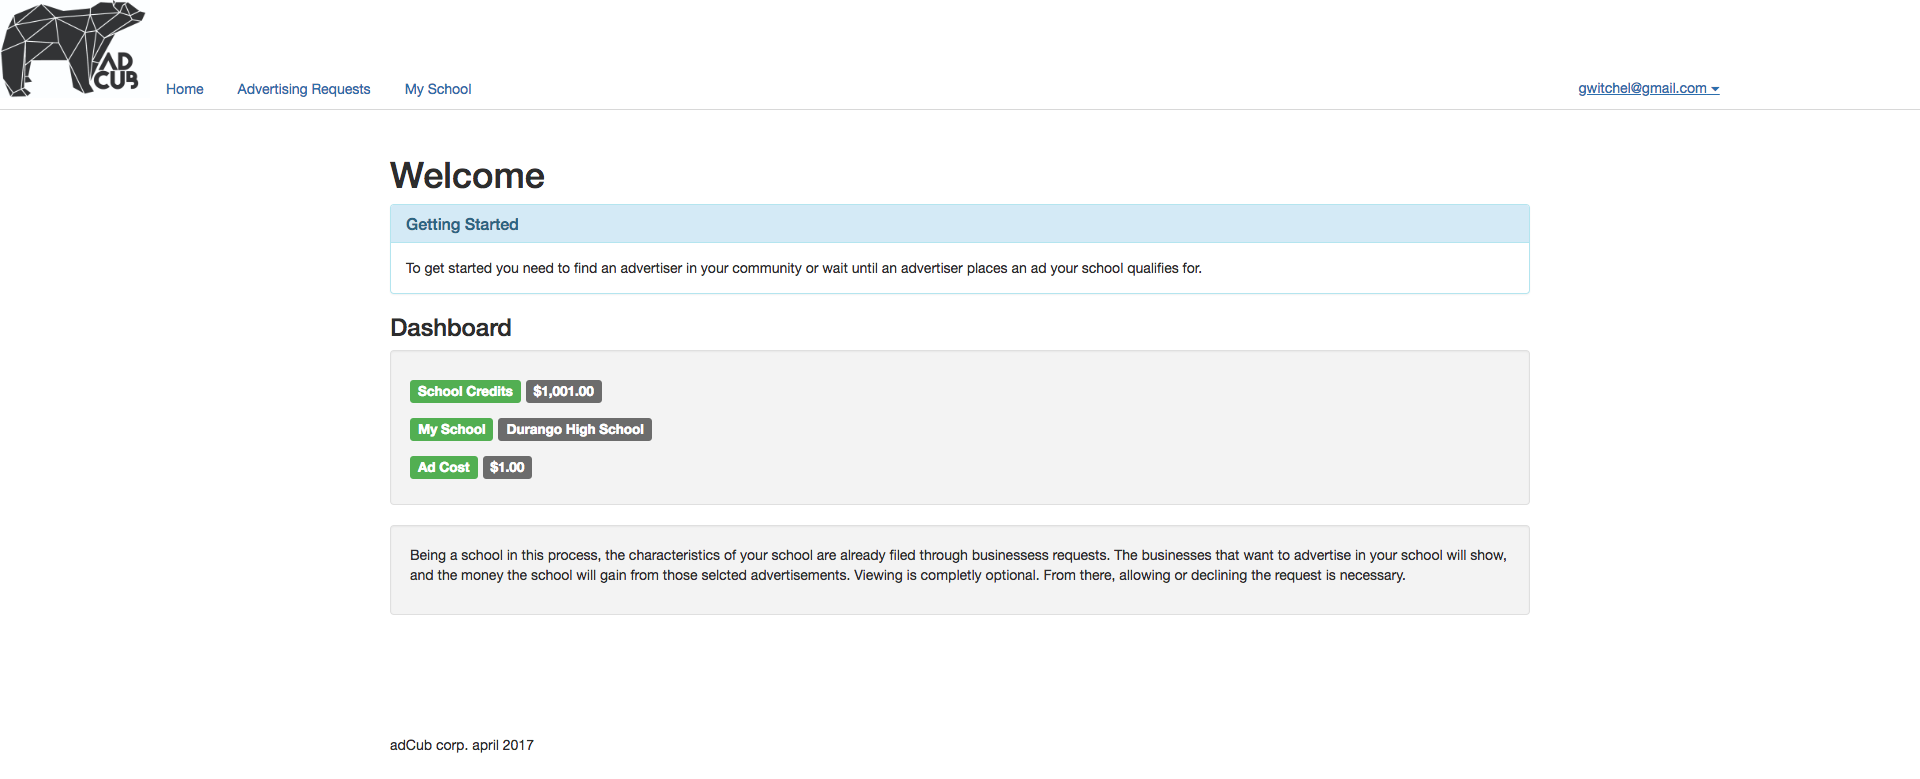 AD
CUB
Home Advertising Requests My School gwitchel@gmail.com
Welcome
Getting Started
To get started you need to find an advertiser in your community or wait until an advertiser places an ad your school qualifies for.
Dashboard
School Credits $1,001.00
My School Durango High School
Ad Cost $1.00
Being a school in this process, the characteristics of your school are already filed through businessess requests. The businesses that want to advertise in your school will show,
and the money the school will gain from those selcted advertisements. Viewing is completly optional. From there, allowing or declining the request is necessary.
adCub corp. april 2017